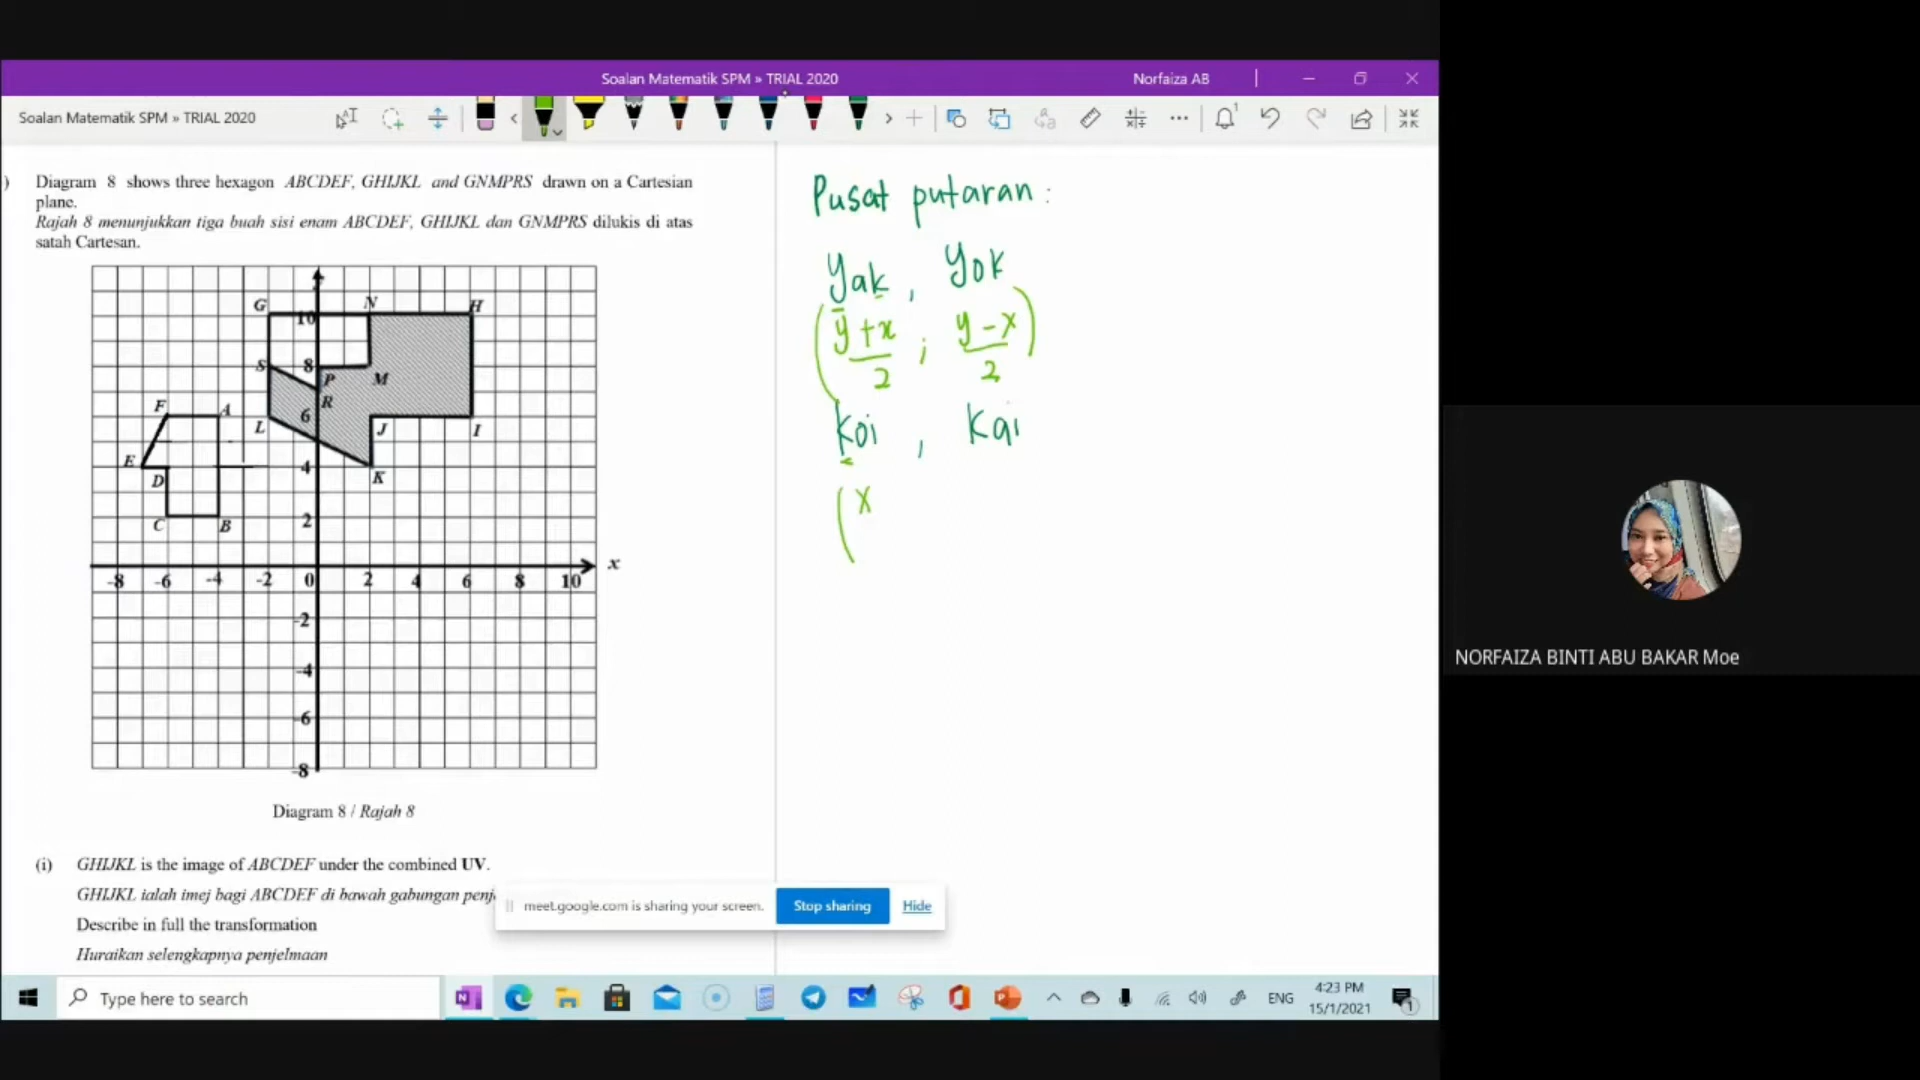 Soalan Matematik SPM » TRIAL 2020
Norfaiza AB
Soalan Matematik SPM » TRIAL 2020
) Diagram 8 shows three hexagon ABCDEF, GHIJKL and GNMPRS drawn on a Cartesian
plane.
Rajah 8 menunjukkan tiga buah sisi enam ABCDEF, GHIJKL dan GNMPRS dilukis di atas
satah Cartesan.
G N H
10
S 8 P M
R
F A 6
L J I
E 4
D K
C B 2
x
-8 -6 -4 -2 0 2 4 6 8 10
-2
-4
-6
-8
Diagram 8 / Rajah 8
(i) GHIJKL is the image of ABCDEF under the combined UV.
GHIJKL ialah imej bagi ABCDEF di bawah gabungan penj
Describe in full the transformation
Huraikan selengkapnya penjelmaan
Pusat putaran :
Yak , Yok
(y + x / 2 , y - x / 2)
Koi , Kai
( x
meet.google.com is sharing your screen.
Stop sharing
Hide
NORFAIZA BINTI ABU BAKAR Moe
Type here to search
ENG
4:23 PM
15/1/2021
1